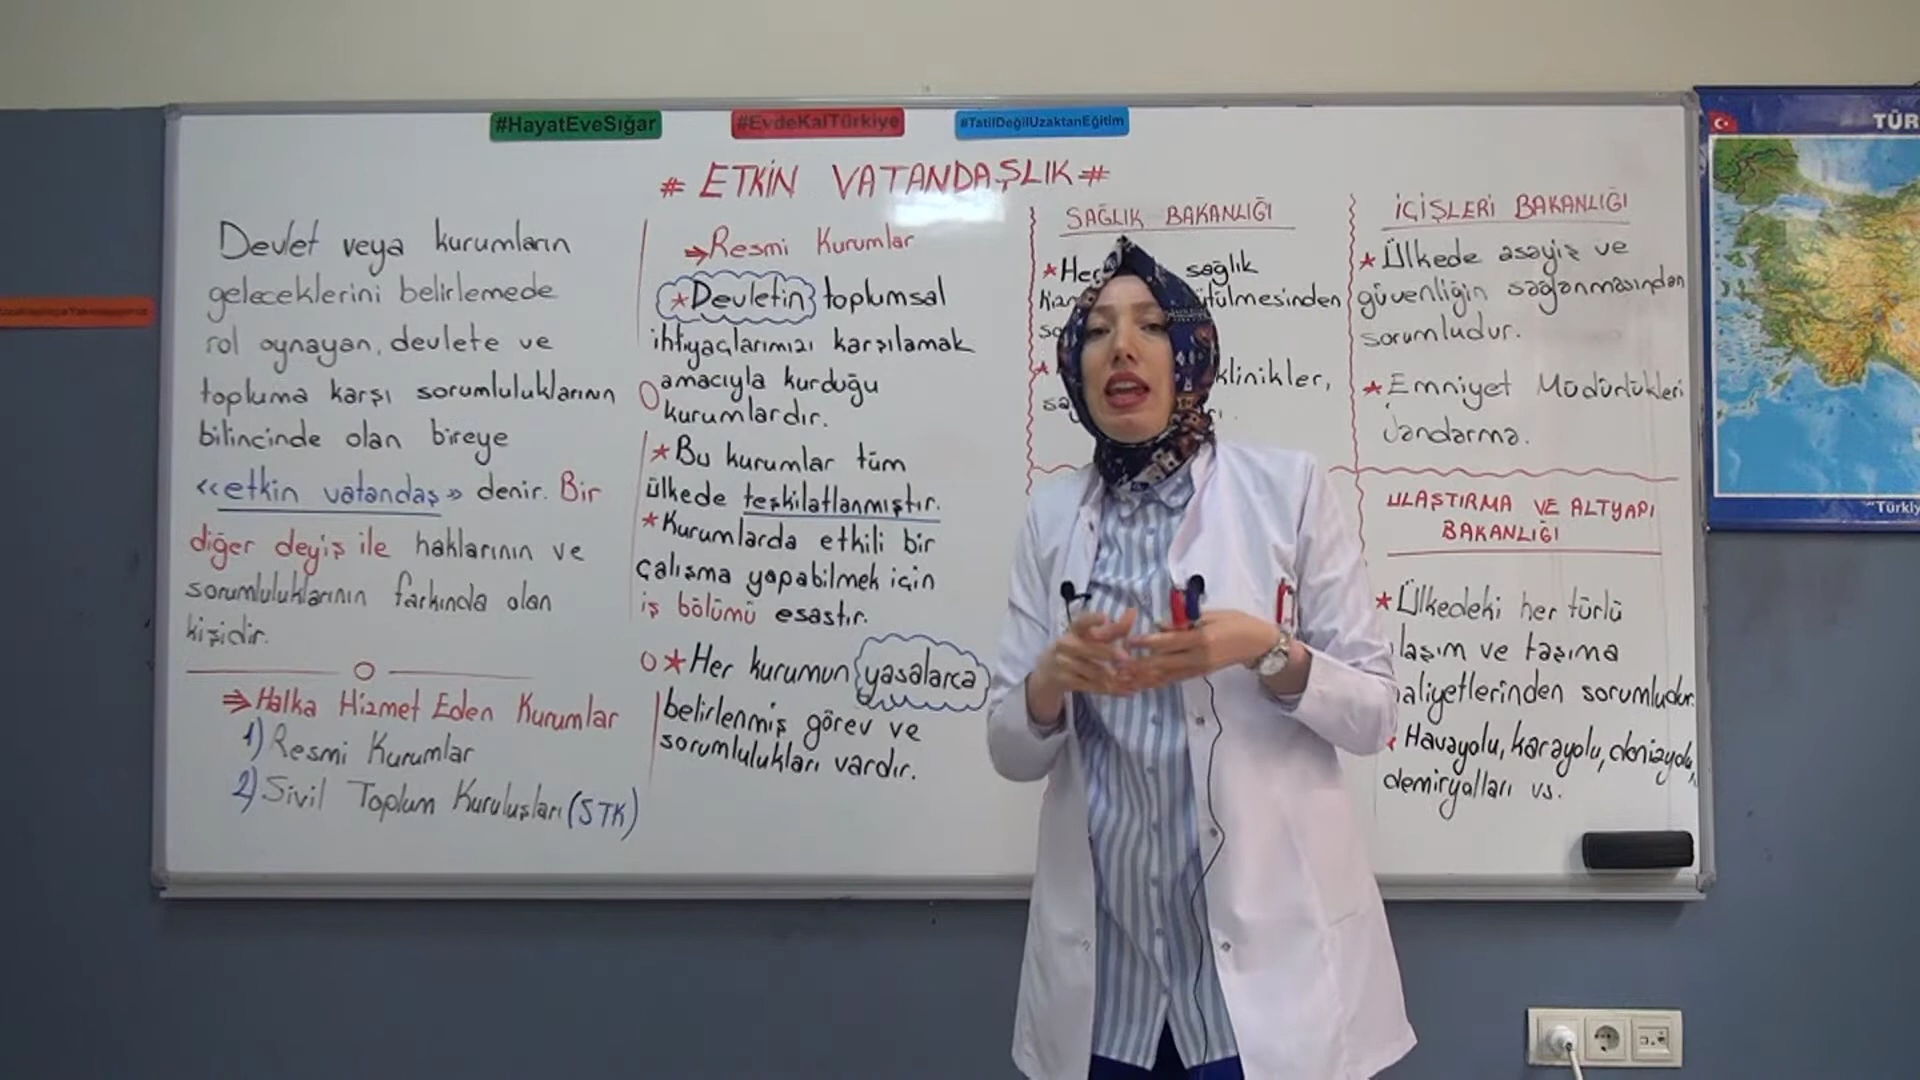 #HayatEveSığar
#EvdeKalTürkiye
#TatilDeğilUzaktanEğitim
# ETKİN VATANDAŞLIK #
Devlet veya kurumların
geleceklerini belirlemede
rol oynayan, devlete ve
topluma karşı sorumluluklarının
bilincinde olan bireye
<<etkin vatandaş>> denir. Bir
diğer deyiş ile haklarının ve
sorumluluklarının farkında olan
kişidir.
⇒ Halka Hizmet Eden Kurumlar
1) Resmi Kurumlar
2) Sivil Toplum Kuruluşları (STK)
⇒ Resmi Kurumlar
* Devletin toplumsal
ihtiyaçlarımızı karşılamak
amacıyla kurduğu
kurumlardır.
* Bu kurumlar tüm
ülkede teşkilatlanmıştır.
* Kurumlarda etkili bir
çalışma yapabilmek için
iş bölümü esastır.
* Her kurumun yasalarca
belirlenmiş görev ve
sorumlulukları vardır.
SAĞLIK BAKANLIĞI
* Her sağlık
klinikler,
İÇİŞLERİ BAKANLIĞI
* Ülkede asayiş ve
güvenliğin sağlanmasından
sorumludur.
* Emniyet Müdürlükleri
Jandarma.
ULAŞTIRMA VE ALTYAPI
BAKANLIĞI
* Ülkedeki her türlü
laşım ve taşıma
aliyetlerinden sorumludur.
* Havayolu, karayolu, denizyolu,
demiryolları vs.
TÜR
"Türkiy